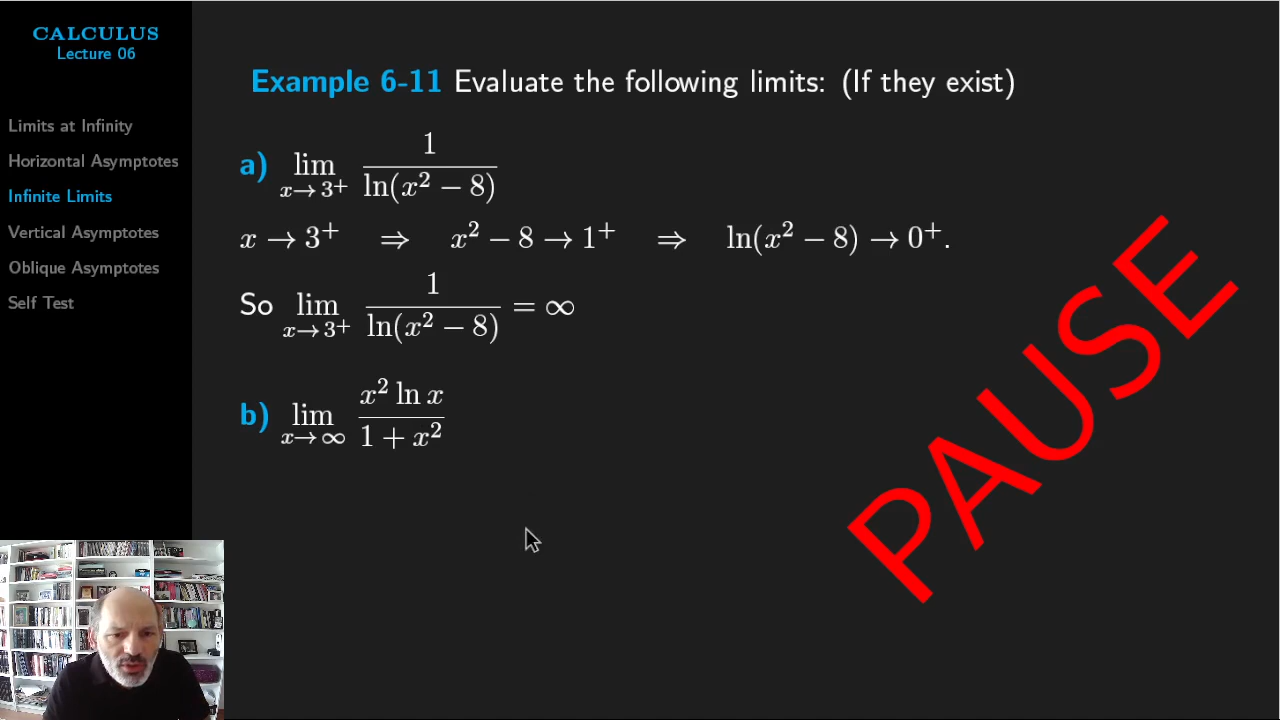 CALCULUS
Lecture 06
Limits at Infinity
Horizontal Asymptotes
Infinite Limits
Vertical Asymptotes
Oblique Asymptotes
Self Test
Example 6-11 Evaluate the following limits: (If they exist)
a) lim_{x→3⁺} 1/ln(x² − 8)
x → 3⁺ ⇒ x² − 8 → 1⁺ ⇒ ln(x² − 8) → 0⁺.
So lim_{x→3⁺} 1/ln(x² − 8) = ∞
b) lim_{x→∞} x² ln x/1 + x²
PAUSE